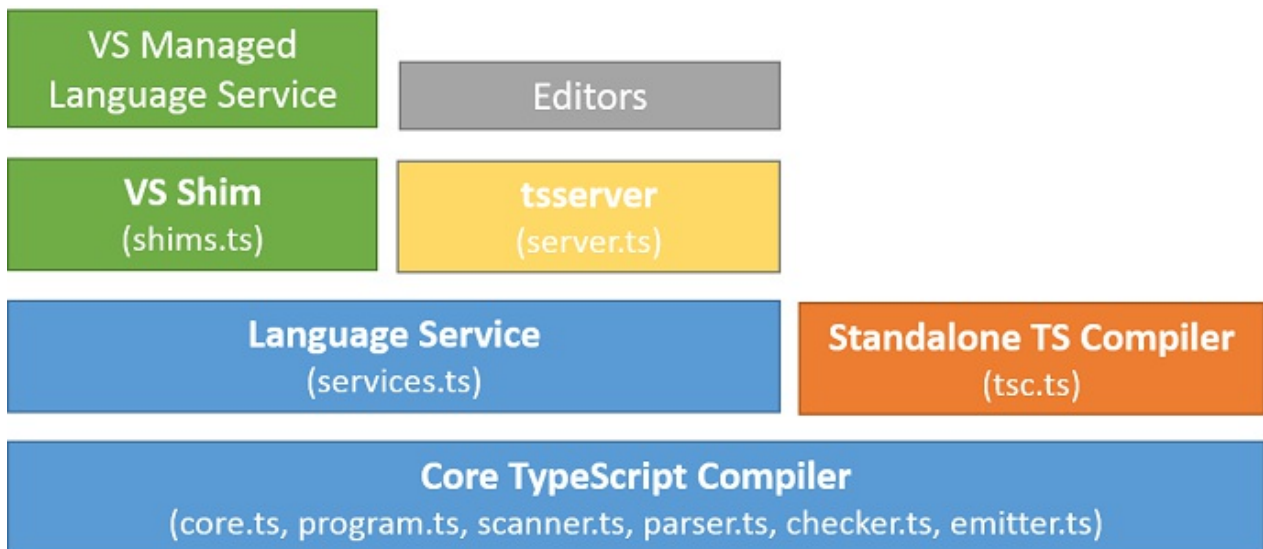 VS Managed
Language Service
Editors
VS Shim
(shims.ts)
tsserver
(server.ts)
Language Service
(services.ts)
Standalone TS Compiler
(tsc.ts)
Core TypeScript Compiler
(core.ts, program.ts, scanner.ts, parser.ts, checker.ts, emitter.ts)